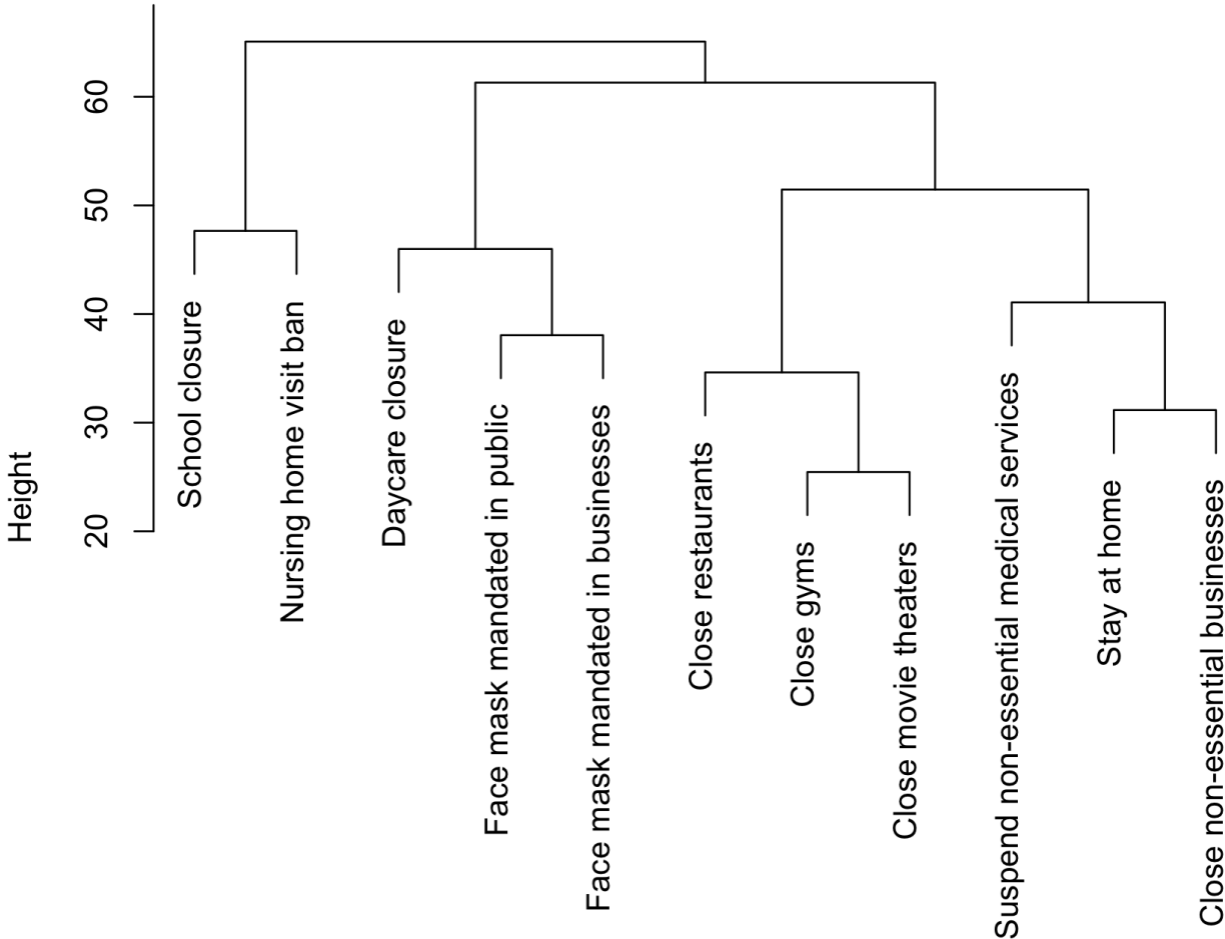 Height
60
50
40
30
20
School closure
Nursing home visit ban
Daycare closure
Face mask mandated in public
Face mask mandated in businesses
Close restaurants
Close gyms
Close movie theaters
Suspend non-essential medical services
Stay at home
Close non-essential businesses